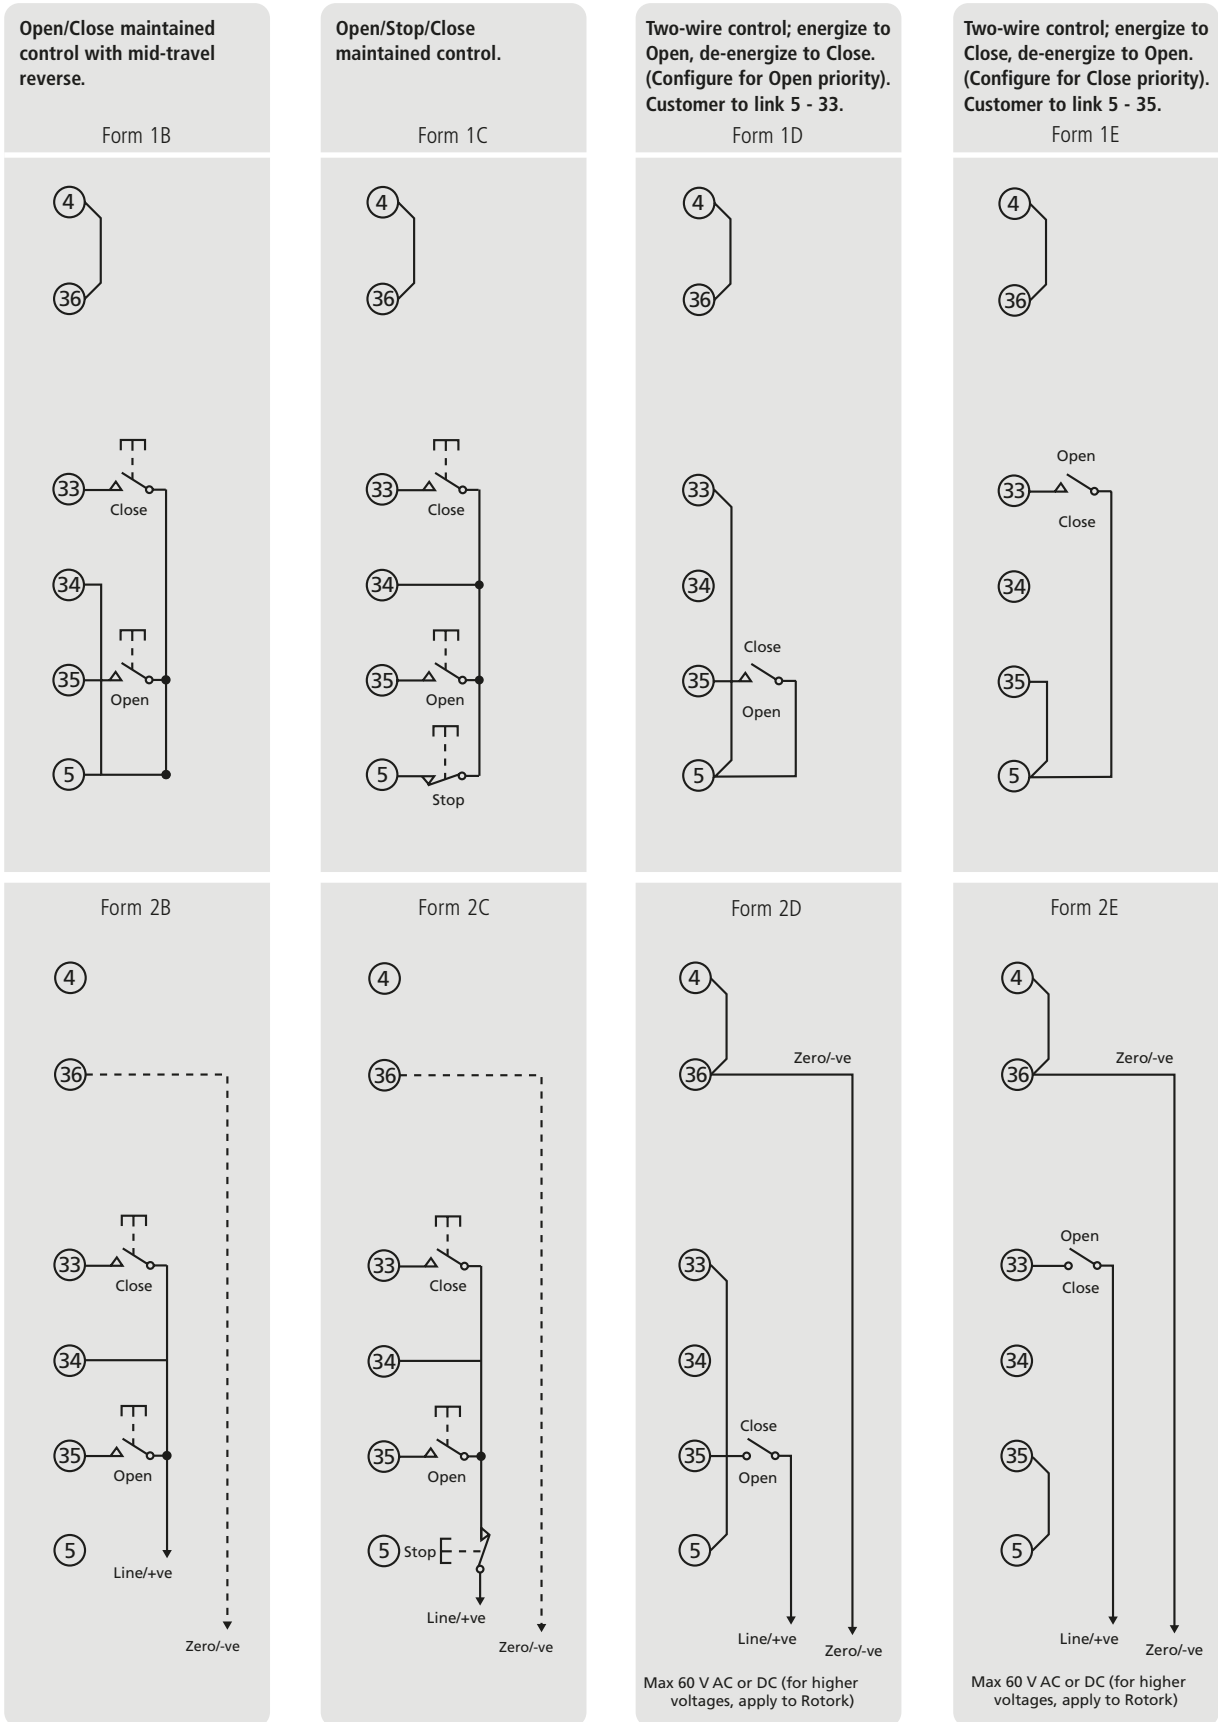 Open/Close maintained
control with mid-travel
reverse.
Form 1B
4
36
33
Close
34
35
Open
5
Open/Stop/Close
maintained control.
Form 1C
4
36
33
Close
34
35
Open
5
Stop
Two-wire control; energize to
Open, de-energize to Close.
(Configure for Open priority).
Customer to link 5 - 33.
Form 1D
4
36
33
34
Close
35
Open
5
Two-wire control; energize to
Close, de-energize to Open.
(Configure for Close priority).
Customer to link 5 - 35.
Form 1E
4
36
Open
33
Close
34
35
5
Form 2B
4
36
33
Close
34
35
Open
5
Line/+ve
Zero/-ve
Form 2C
4
36
33
Close
34
35
Open
5 Stop
Line/+ve
Zero/-ve
Form 2D
4
Zero/-ve
36
33
34
Close
35
Open
5
Line/+ve
Zero/-ve
Max 60 V AC or DC (for higher
voltages, apply to Rotork)
Form 2E
4
Zero/-ve
36
Open
33
Close
34
35
5
Line/+ve
Zero/-ve
Max 60 V AC or DC (for higher
voltages, apply to Rotork)